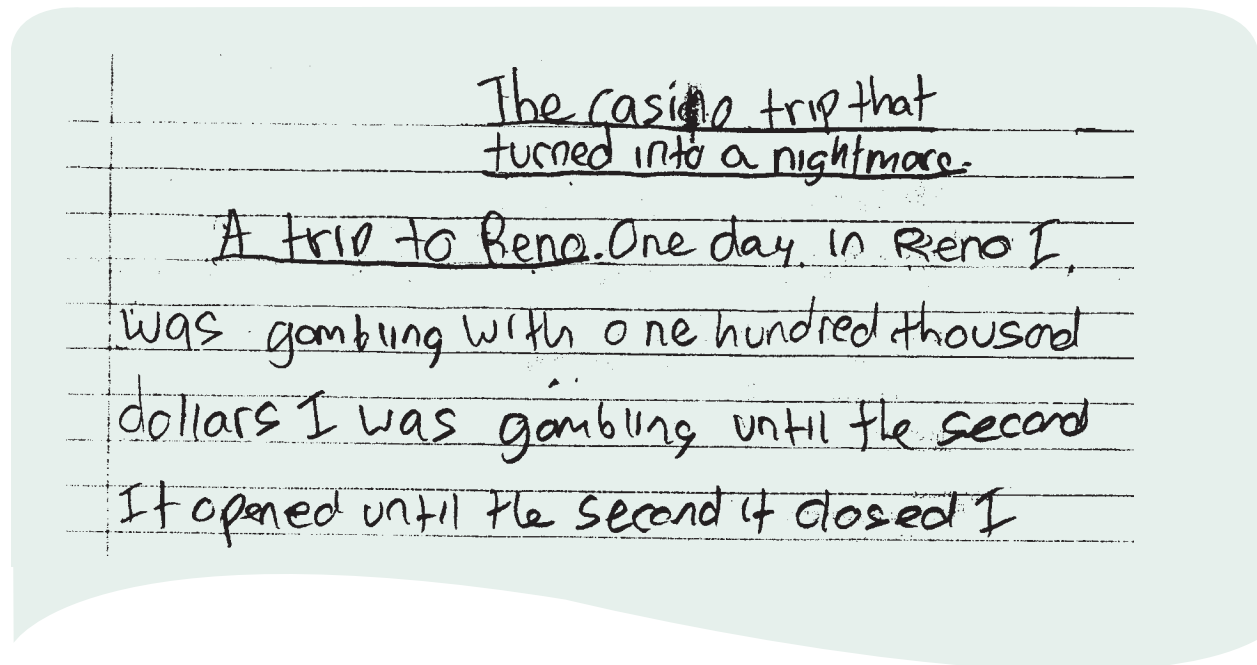 The casino trip that
turned into a nightmare.
A trip to Reno. One day in Reno I
was gambling with one hundred thousad
dollars I was gambling until the second
It opened until the second it closed I